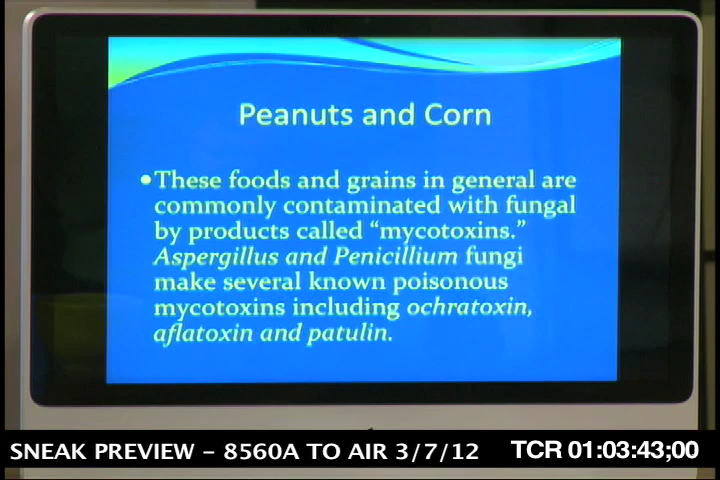 Peanuts and Corn
•These foods and grains in general are
commonly contaminated with fungal
by products called “mycotoxins.”
Aspergillus and Penicillium fungi
make several known poisonous
mycotoxins including ochratoxin,
aflatoxin and patulin.
SNEAK PREVIEW – 8560A TO AIR 3/7/12 TCR 01:03:43;00